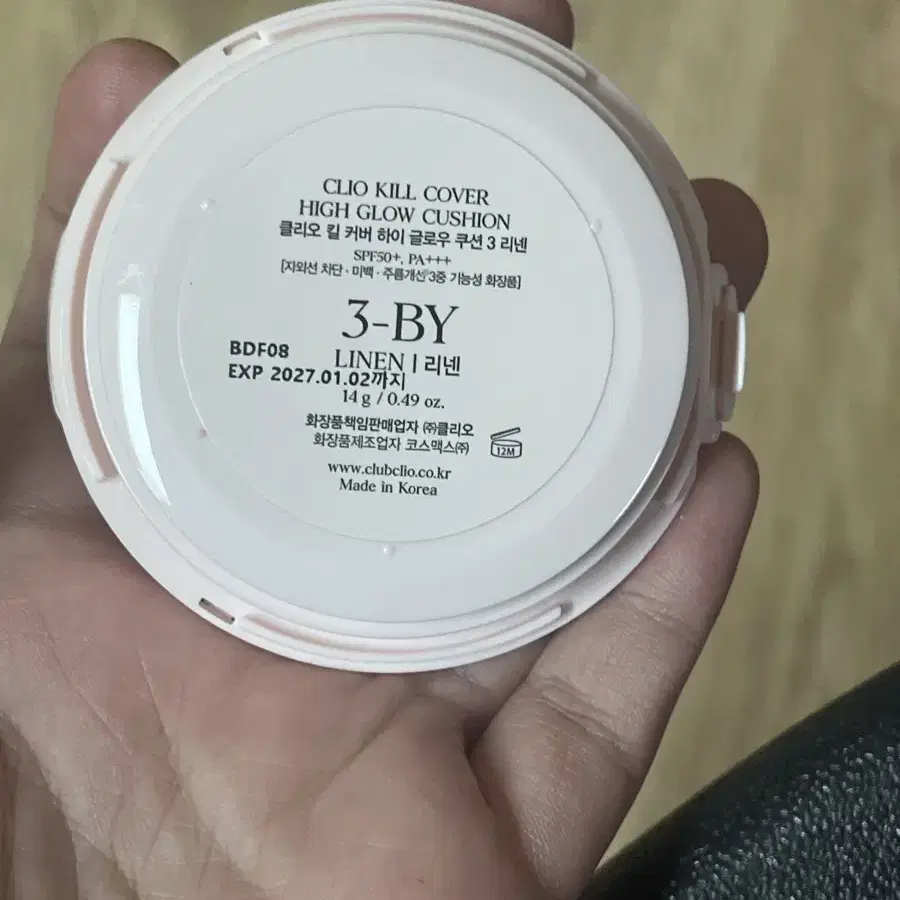 CLIO KILL COVER
HIGH GLOW CUSHION
클리오 킬 커버 하이 글로우 쿠션 3 리넨
SPF50+, PA+++
[자외선 차단 · 미백 · 주름개선 3중 기능성 화장품]
3-BY
LINEN | 리넨
BDF08
EXP 2027.01.02까지
14 g / 0.49 oz.
화장품책임판매업자 ㈜클리오
화장품제조업자 코스맥스㈜
12M
www.clubclio.co.kr
Made in Korea